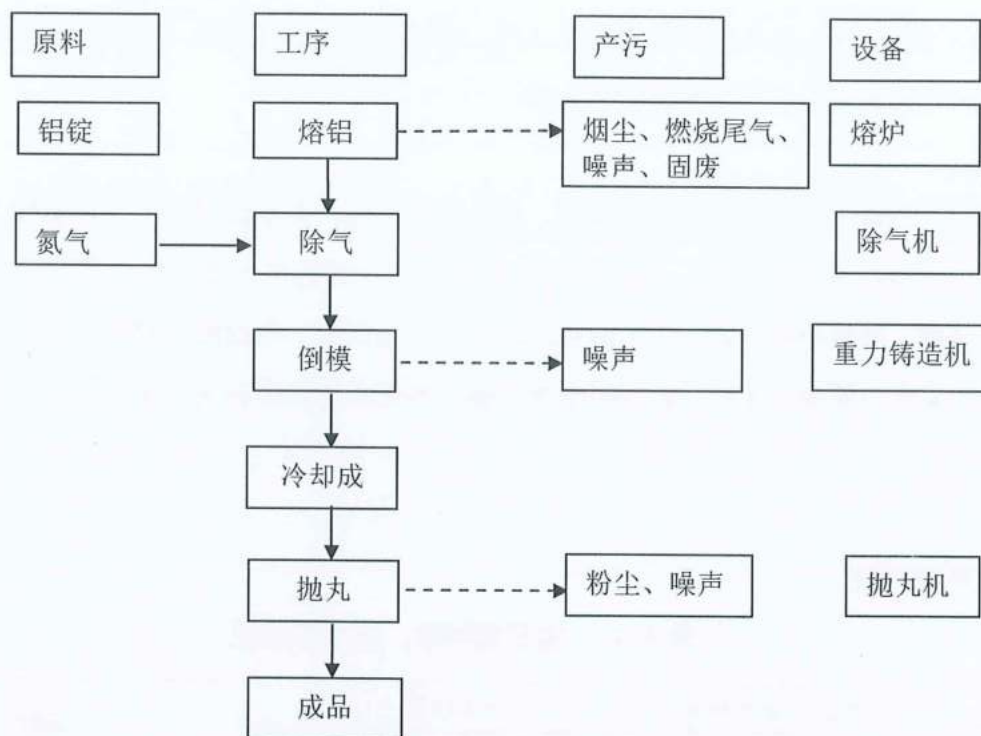 原料 工序 产污 设备
铝锭 熔铝 烟尘、燃烧尾气、 熔炉
噪声、固废
氮气 除气 除气机
倒模 噪声 重力铸造机
冷却成
抛丸 粉尘、噪声 抛丸机
成品